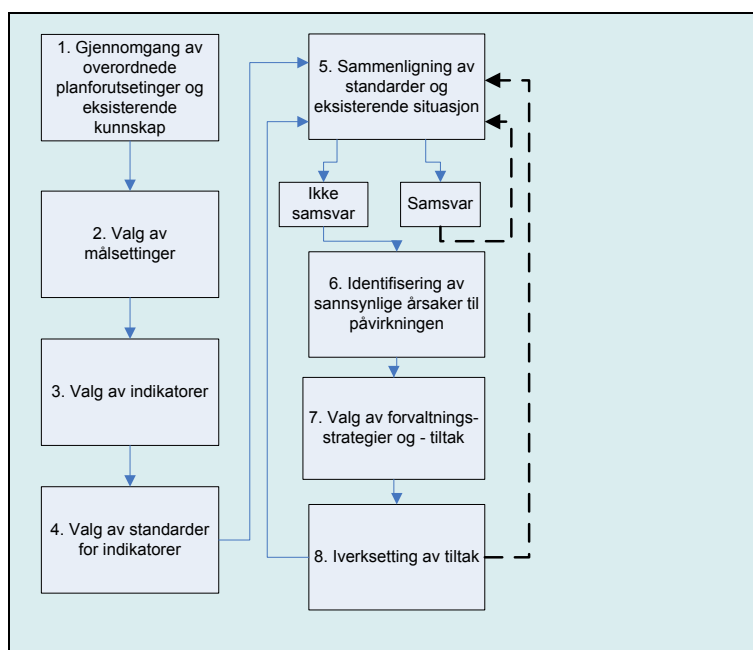 1. Gjennomgang av
overordnede
planforutsetinger og
eksisterende
kunnskap
2. Valg av
målsettinger
3. Valg av indikatorer
4. Valg av standarder
for indikatorer
5. Sammenligning av
standarder og
eksisterende situasjon
Ikke
samsvar
Samsvar
6. Identifisering av
sannsynlige årsaker til
påvirkningen
7. Valg av forvaltnings-
strategier og - tiltak
8. Iverksetting av tiltak